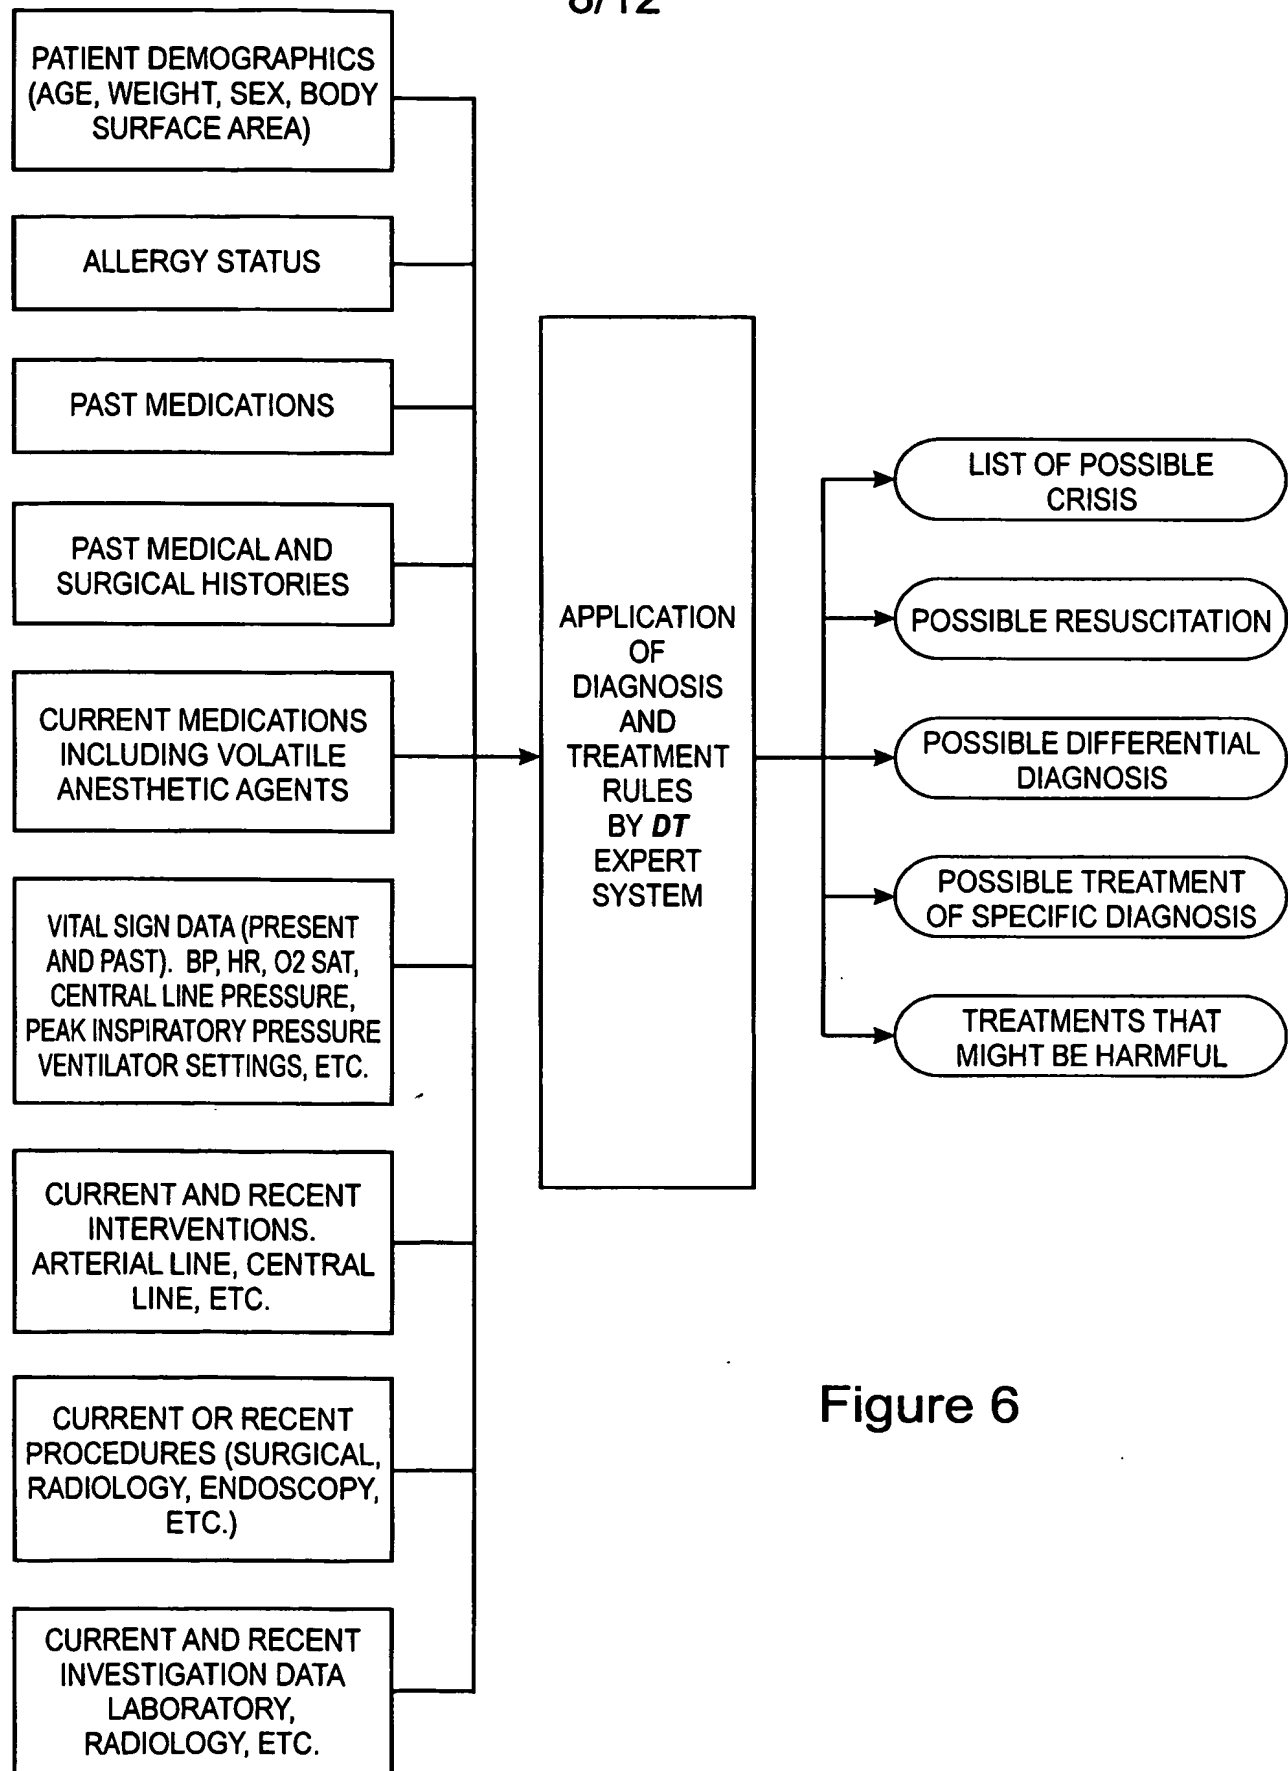 8/12
PATIENT DEMOGRAPHICS
(AGE, WEIGHT, SEX, BODY
SURFACE AREA)
ALLERGY STATUS
PAST MEDICATIONS
PAST MEDICAL AND
SURGICAL HISTORIES
CURRENT MEDICATIONS
INCLUDING VOLATILE
ANESTHETIC AGENTS
VITAL SIGN DATA (PRESENT
AND PAST). BP, HR, O2 SAT,
CENTRAL LINE PRESSURE,
PEAK INSPIRATORY PRESSURE
VENTILATOR SETTINGS, ETC.
CURRENT AND RECENT
INTERVENTIONS.
ARTERIAL LINE, CENTRAL
LINE, ETC.
CURRENT OR RECENT
PROCEDURES (SURGICAL,
RADIOLOGY, ENDOSCOPY,
ETC.)
CURRENT AND RECENT
INVESTIGATION DATA
LABORATORY,
RADIOLOGY, ETC.
APPLICATION
OF
DIAGNOSIS
AND
TREATMENT
RULES
BY DT
EXPERT
SYSTEM
LIST OF POSSIBLE
CRISIS
POSSIBLE RESUSCITATION
POSSIBLE DIFFERENTIAL
DIAGNOSIS
POSSIBLE TREATMENT
OF SPECIFIC DIAGNOSIS
TREATMENTS THAT
MIGHT BE HARMFUL
Figure 6